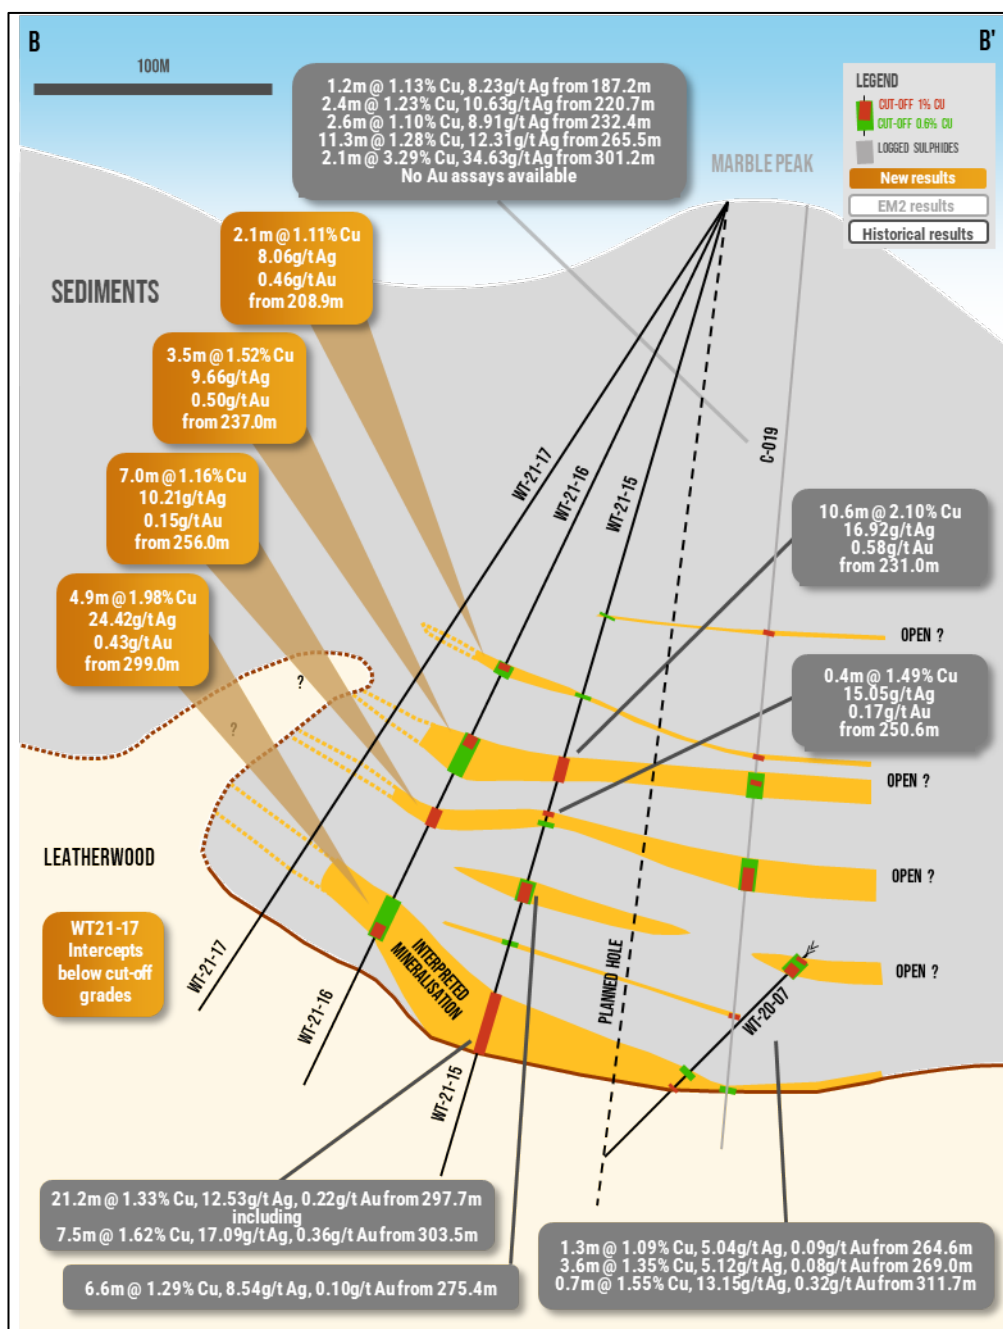 B
B'
100M
1.2m @ 1.13% Cu, 8.23g/t Ag from 187.2m
2.4m @ 1.23% Cu, 10.63g/t Ag from 220.7m
2.6m @ 1.10% Cu, 8.91g/t Ag from 232.4m
11.3m @ 1.28% Cu, 12.31g/t Ag from 265.5m
2.1m @ 3.29% Cu, 34.63g/t Ag from 301.2m
No Au assays available
LEGEND
CUT-OFF 1% CU
CUT-OFF 0.6% CU
LOGGED SULPHIDES
New results
EM2 results
Historical results
MARBLE PEAK
SEDIMENTS
2.1m @ 1.11% Cu
8.06g/t Ag
0.46g/t Au
from 208.9m
3.5m @ 1.52% Cu
9.66g/t Ag
0.50g/t Au
from 237.0m
7.0m @ 1.16% Cu
10.21g/t Ag
0.15g/t Au
from 256.0m
4.9m @ 1.98% Cu
24.42g/t Ag
0.43g/t Au
from 299.0m
WT-21-17
WT-21-16
WT-21-15
C-019
10.6m @ 2.10% Cu
16.92g/t Ag
0.58g/t Au
from 231.0m
OPEN ?
0.4m @ 1.49% Cu
15.05g/t Ag
0.17g/t Au
from 250.6m
?
?
OPEN ?
LEATHERWOOD
OPEN ?
WT21-17
Intercepts
below cut-off
grades
WT-21-17
WT-21-16
INTERPRETED
MINERALISATION
WT-21-15
PLANNED HOLE
WT-20-07
OPEN ?
21.2m @ 1.33% Cu, 12.53g/t Ag, 0.22g/t Au from 297.7m
including
7.5m @ 1.62% Cu, 17.09g/t Ag, 0.36g/t Au from 303.5m
6.6m @ 1.29% Cu, 8.54g/t Ag, 0.10g/t Au from 275.4m
1.3m @ 1.09% Cu, 5.04g/t Ag, 0.09g/t Au from 264.6m
3.6m @ 1.35% Cu, 5.12g/t Ag, 0.08g/t Au from 269.0m
0.7m @ 1.55% Cu, 13.15g/t Ag, 0.32g/t Au from 311.7m